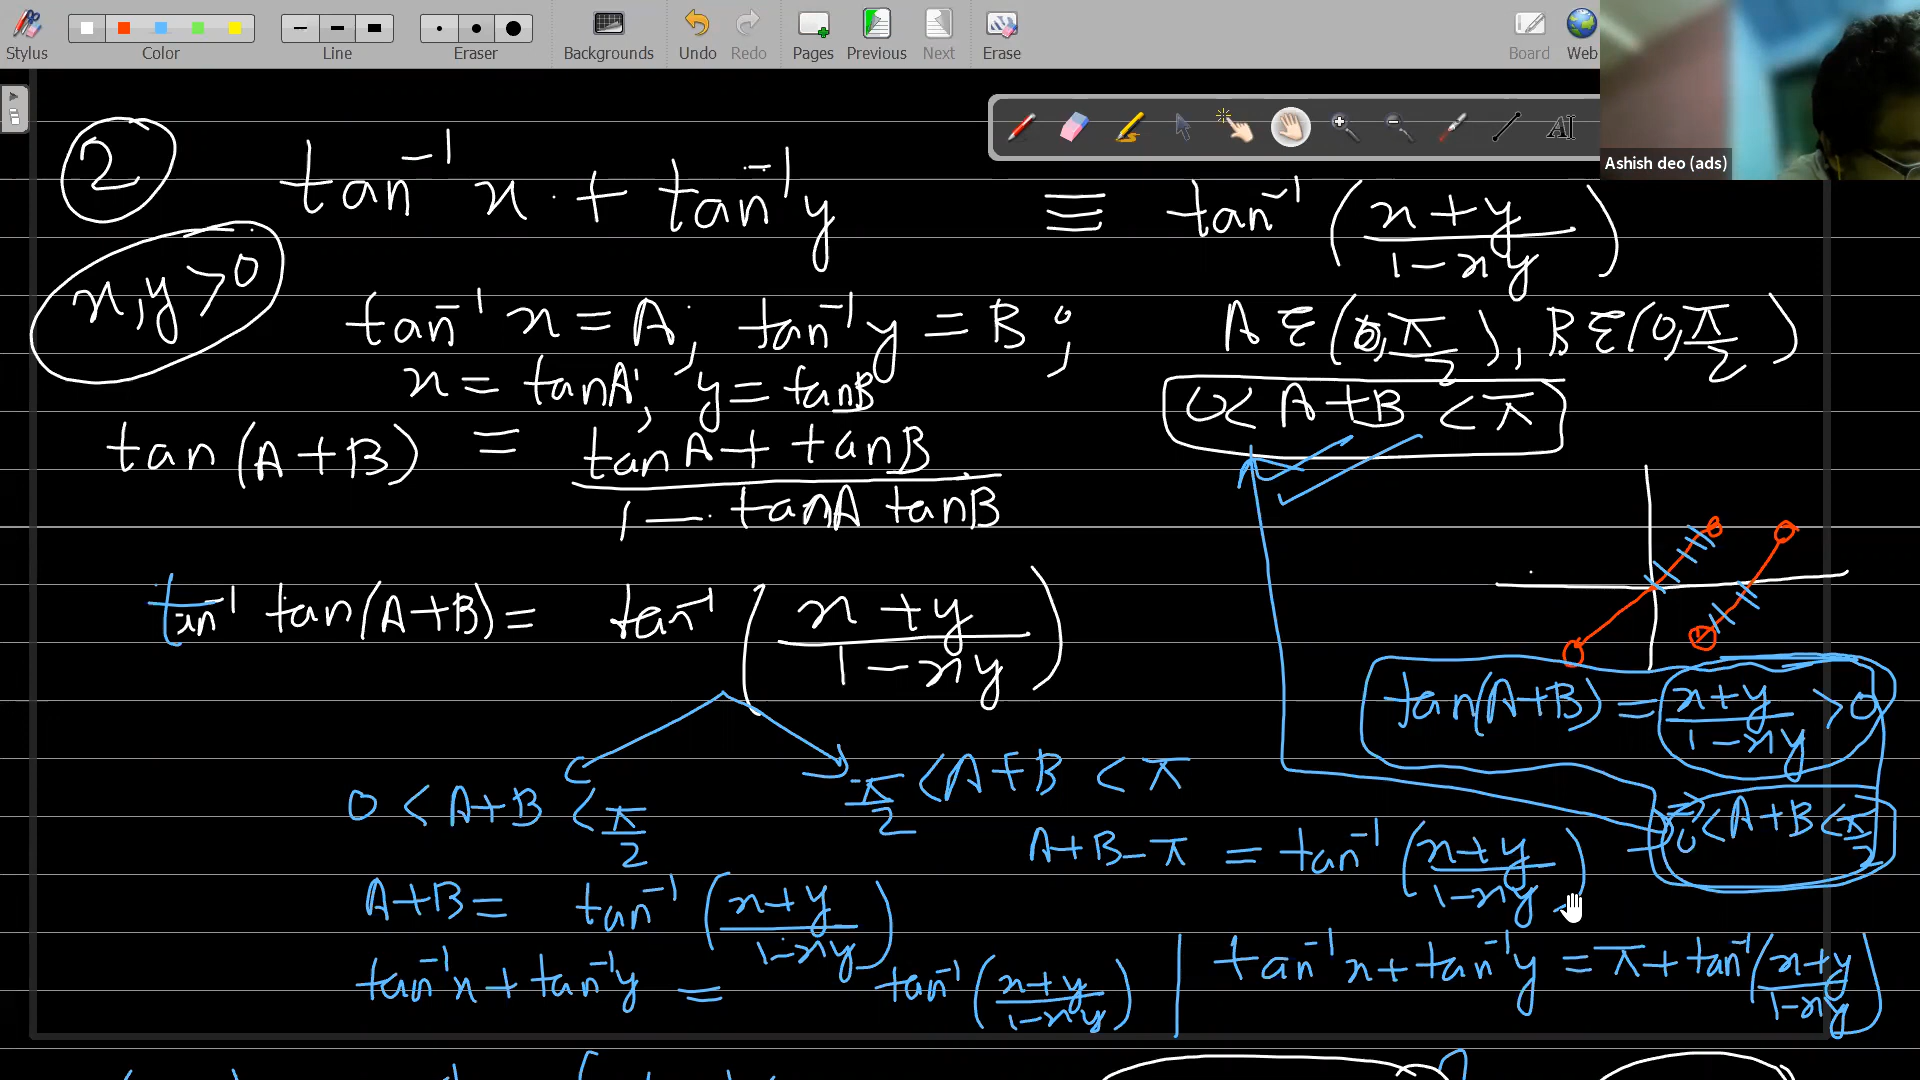 Stylus Color Line Eraser Backgrounds Undo Redo Pages Previous Next Erase Board Web
Ashish deo (ads)
② tan⁻¹ x + tan⁻¹ y ≡ tan⁻¹ ( (x + y) / (1 - xy) )
x, y > 0
tan⁻¹ x = A; tan⁻¹ y = B; A ∈ (0, π/2), B ∈ (0, π/2)
x = tanA; y = tanB
0 < A + B < π
tan (A + B) = (tanA + tanB) / (1 - tanA tanB)
tan⁻¹ tan(A + B) = tan⁻¹ ( (x + y) / (1 - xy) )
tan(A+B) = (x+y) / (1-xy) > 0
⇒ 0 < A+B < π/2
0 < A+B < π/2
π/2 < A+B < π
A+B-π = tan⁻¹ ( (x+y) / (1-xy) )
A+B = tan⁻¹ ( (x+y) / (1-xy) )
tan⁻¹x + tan⁻¹y = tan⁻¹ ( (x+y) / (1-xy) )
tan⁻¹x + tan⁻¹y = π + tan⁻¹ ( (x+y) / (1-xy) )